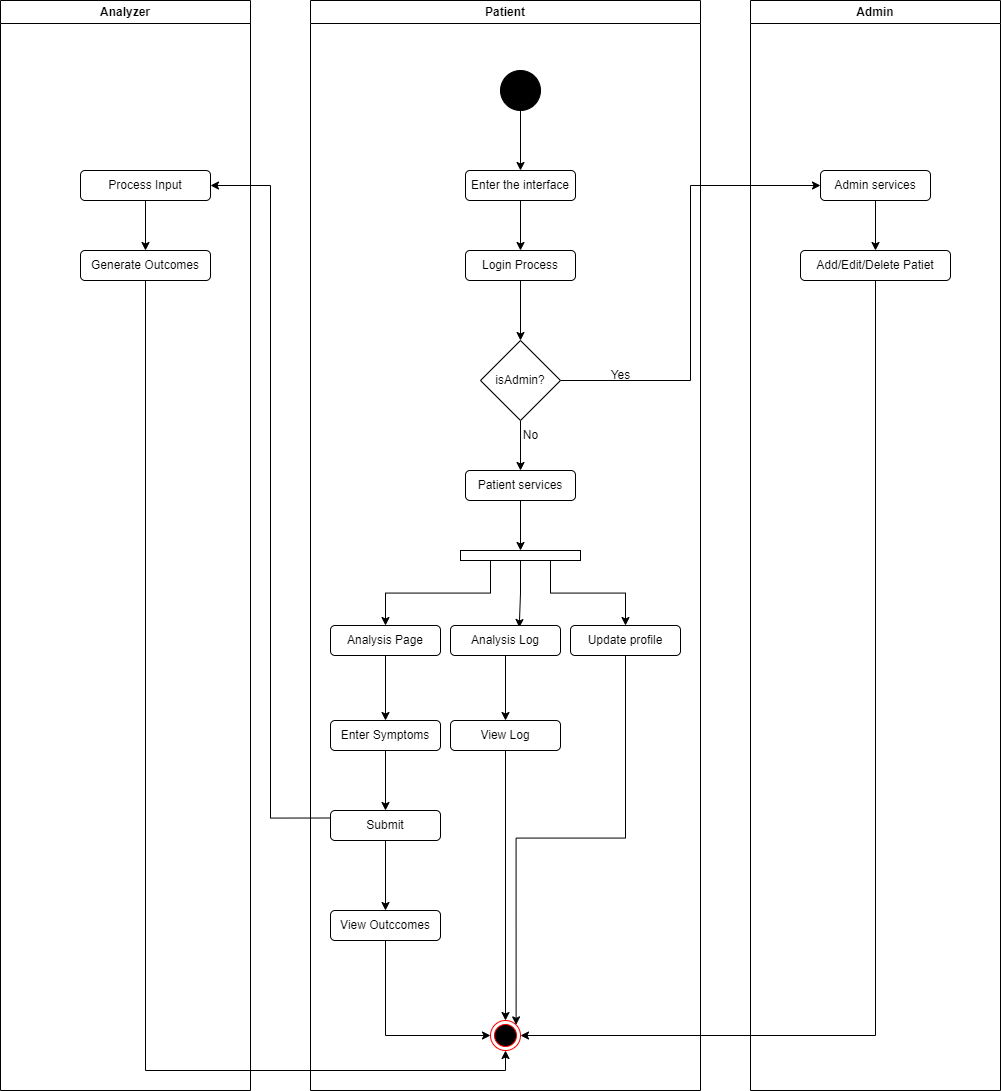 Analyzer
Patient
Admin
Process Input
Enter the interface
Admin services
Generate Outcomes
Login Process
Add/Edit/Delete Patiet
isAdmin?
Yes
No
Patient services
Analysis Page
Analysis Log
Update profile
Enter Symptoms
View Log
Submit
View Outccomes